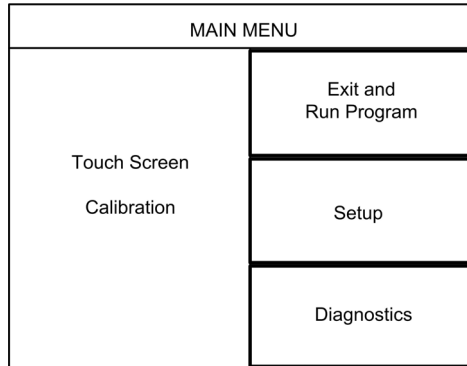 MAIN MENU
Touch Screen
Calibration
Exit and
Run Program
Setup
Diagnostics